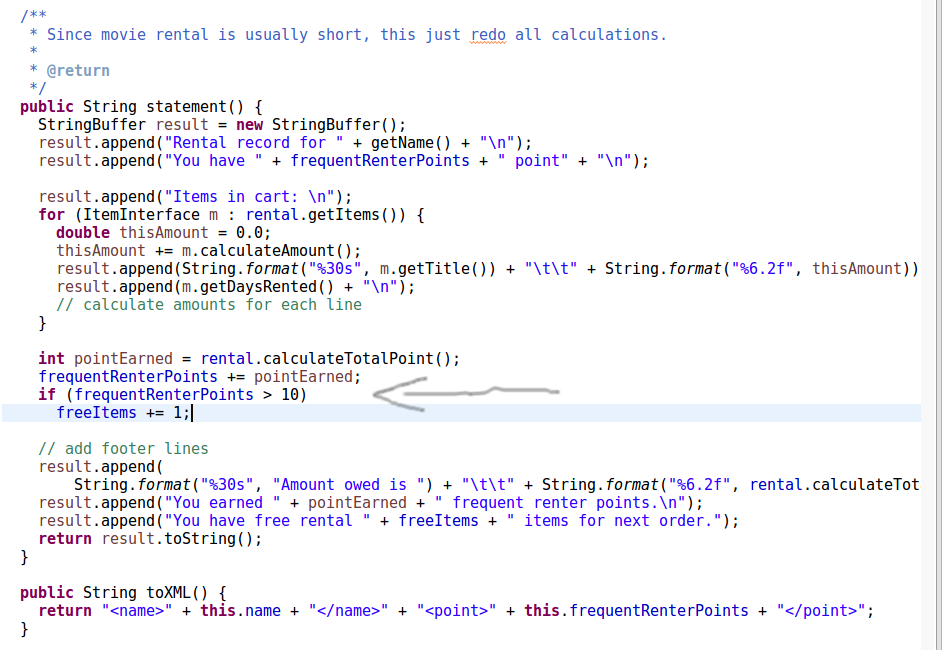 /**
 * Since movie rental is usually short, this just redo all calculations.
 *
 * @return
 */
public String statement() {
  StringBuffer result = new StringBuffer();
  result.append("Rental record for " + getName() + "\n");
  result.append("You have " + frequentRenterPoints + " point" + "\n");

  result.append("Items in cart: \n");
  for (ItemInterface m : rental.getItems()) {
    double thisAmount = 0.0;
    thisAmount += m.calculateAmount();
    result.append(String.format("%30s", m.getTitle()) + "\t\t" + String.format("%6.2f", thisAmount))
    result.append(m.getDaysRented() + "\n");
    // calculate amounts for each line
  }

  int pointEarned = rental.calculateTotalPoint();
  frequentRenterPoints += pointEarned;
  if (frequentRenterPoints > 10)
    freeItems += 1;

  // add footer lines
  result.append(
      String.format("%30s", "Amount owed is ") + "\t\t" + String.format("%6.2f", rental.calculateTot
  result.append("You earned " + pointEarned + " frequent renter points.\n");
  result.append("You have free rental " + freeItems + " items for next order.");
  return result.toString();
}

public String toXML() {
  return "<name>" + this.name + "</name>" + "<point>" + this.frequentRenterPoints + "</point>";
}